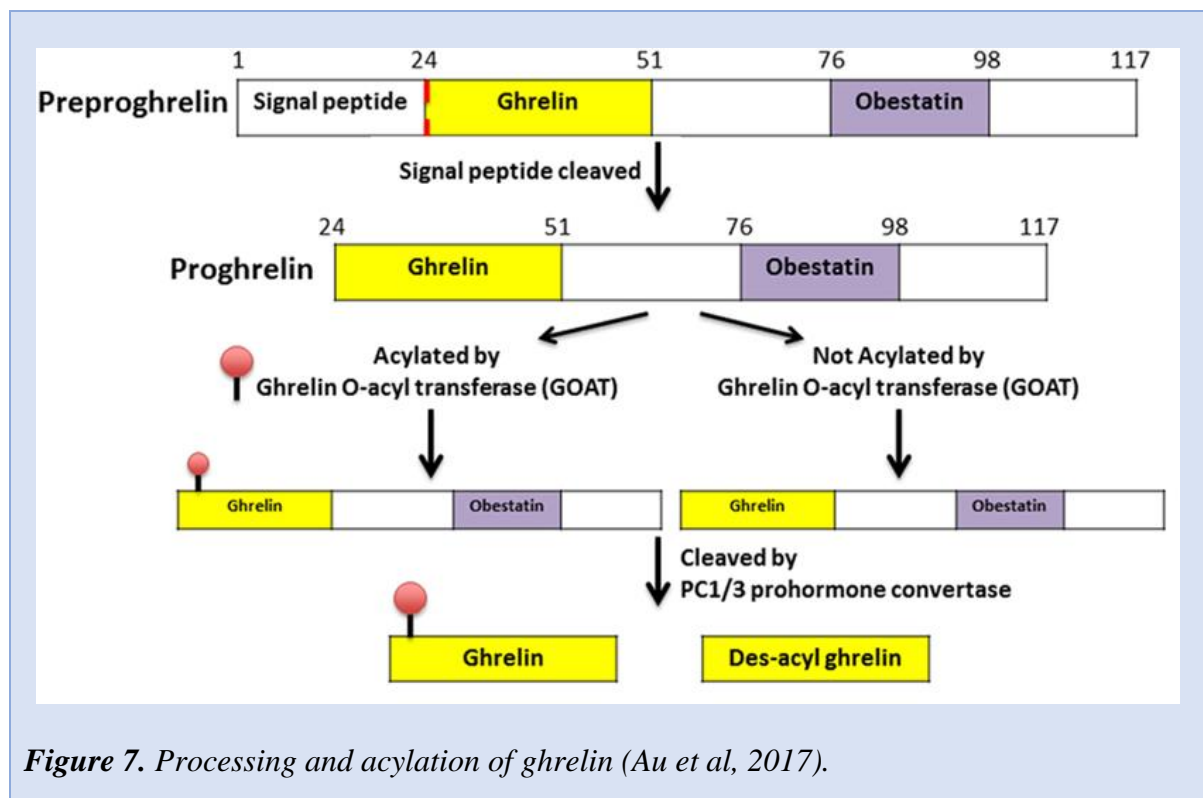 1 24 51 76 98 117
Preproghrelin Signal peptide Ghrelin Obestatin
Signal peptide cleaved
24 51 76 98 117
Proghrelin Ghrelin Obestatin
Acylated by
Ghrelin O-acyl transferase (GOAT)
Not Acylated by
Ghrelin O-acyl transferase (GOAT)
Ghrelin Obestatin Ghrelin Obestatin
Cleaved by
PC1/3 prohormone convertase
Ghrelin Des-acyl ghrelin
Figure 7. Processing and acylation of ghrelin (Au et al, 2017).